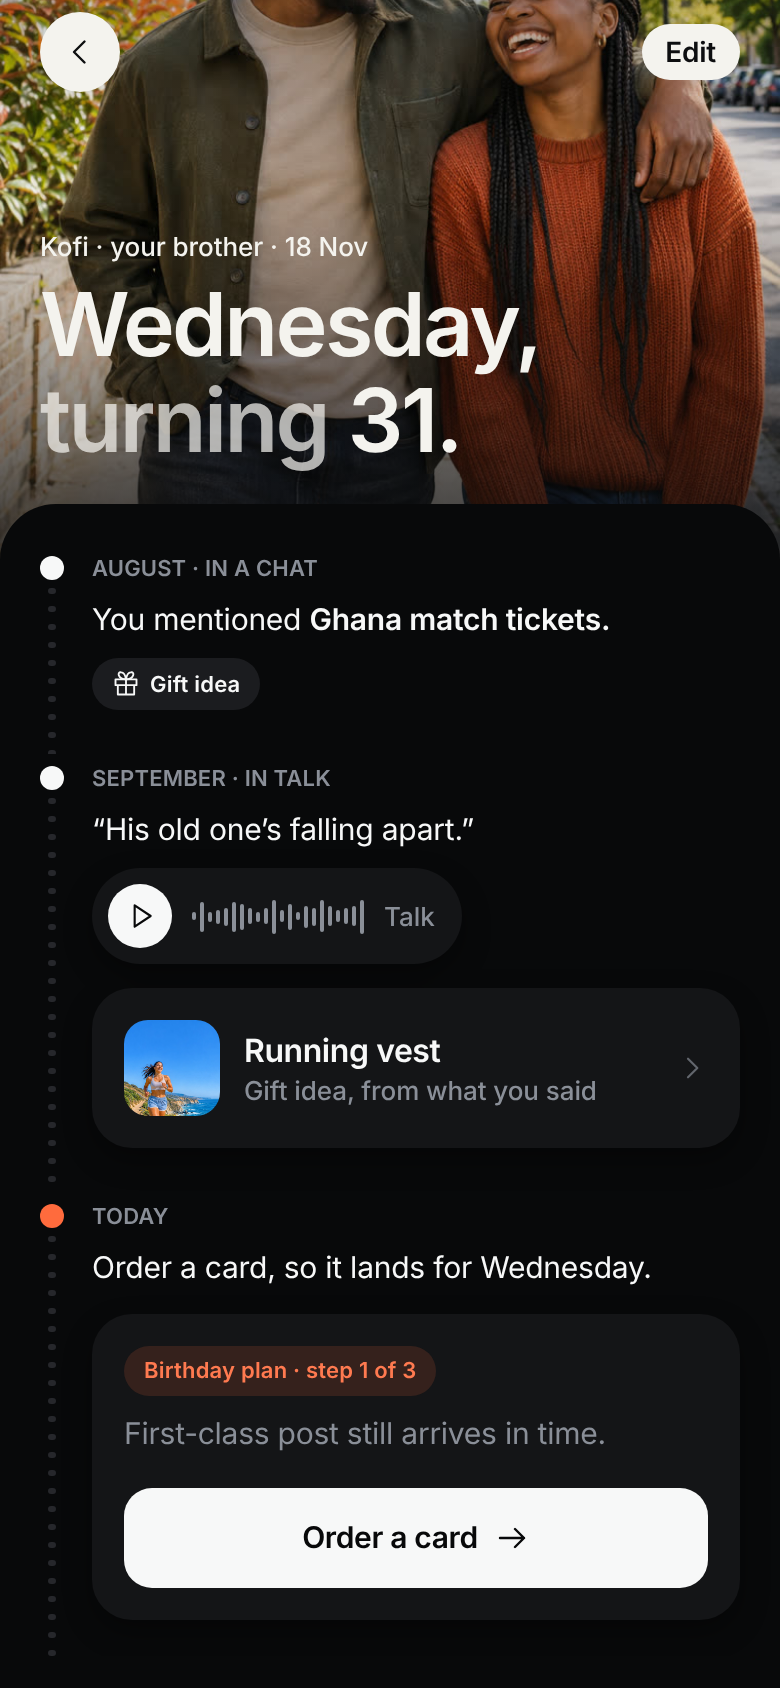 Edit
Kofi · your brother · 18 Nov
Wednesday,
turning 31.
AUGUST · IN A CHAT
You mentioned Ghana match tickets.
Gift idea
SEPTEMBER · IN TALK
“His old one’s falling apart.”
Talk
Running vest
Gift idea, from what you said
TODAY
Order a card, so it lands for Wednesday.
Birthday plan · step 1 of 3
First-class post still arrives in time.
Order a card